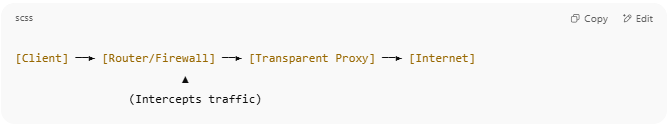 scss Copy Edit
[Client] ──► [Router/Firewall] ──► [Transparent Proxy] ──► [Internet]
▲
(Intercepts traffic)